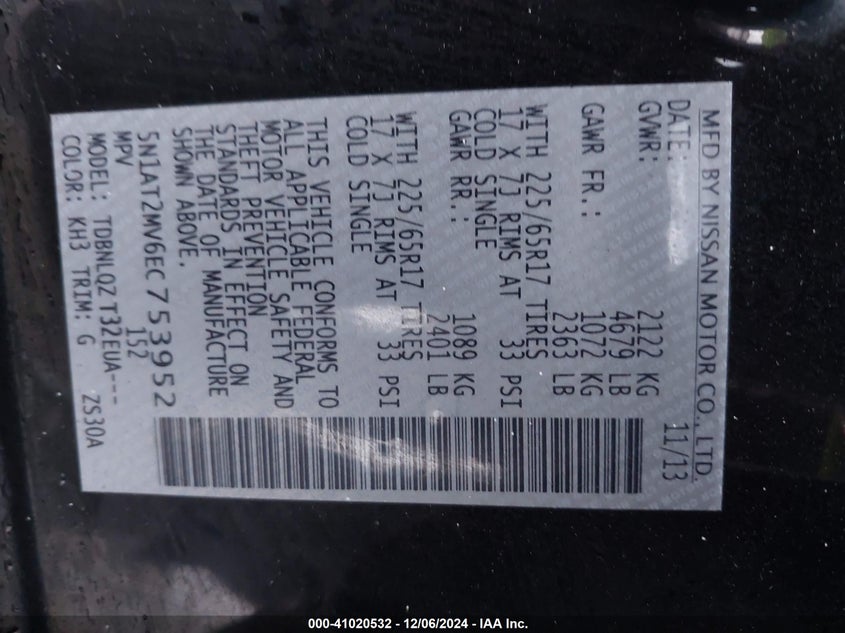 MFD BY NISSAN MOTOR CO., LTD.
DATE: 11/13
GVWR: 2122 KG
4679 LB
GAWR FR.: 1072 KG
2363 LB
WITH 225/65R17 TIRES
17 X 7J RIMS AT 33 PSI
COLD SINGLE
GAWR RR.: 1089 KG
2401 LB
WITH 225/65R17 TIRES
17 X 7J RIMS AT 33 PSI
COLD SINGLE
THIS VEHICLE CONFORMS TO
ALL APPLICABLE FEDERAL
MOTOR VEHICLE SAFETY AND
THEFT PREVENTION
STANDARDS IN EFFECT ON
THE DATE OF MANUFACTURE
SHOWN ABOVE.
5N1AT2MV6EC753952
MPV 152
MODEL: TDBNLQZ T32EUA---
COLOR: KH3 TRIM: G ZS30A
000-41020532 - 12/06/2024 - IAA Inc.